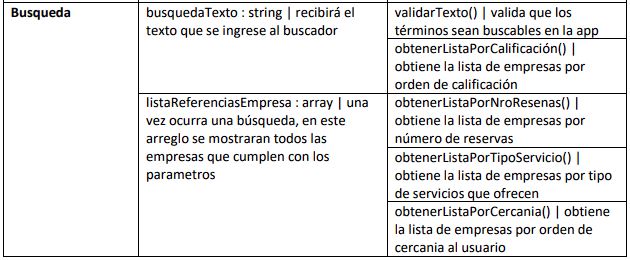 Busqueda
busquedaTexto : string | recibirá el
texto que se ingrese al buscador
validarTexto() | valida que los
términos sean buscables en la app
obtenerListaPorCalificación() |
obtiene la lista de empresas por
orden de calificación
listaReferenciasEmpresa : array | una
vez ocurra una búsqueda, en este
arreglo se mostraran todos las
empresas que cumplen con los
parametros
obtenerListaPorNroResenas() |
obtiene la lista de empresas por
número de reservas
obtenerListaPorTipoServicio() |
obtiene la lista de empresas por tipo
de servicios que ofrecen
obtenerListaPorCercania() | obtiene
la lista de empresas por orden de
cercania al usuario